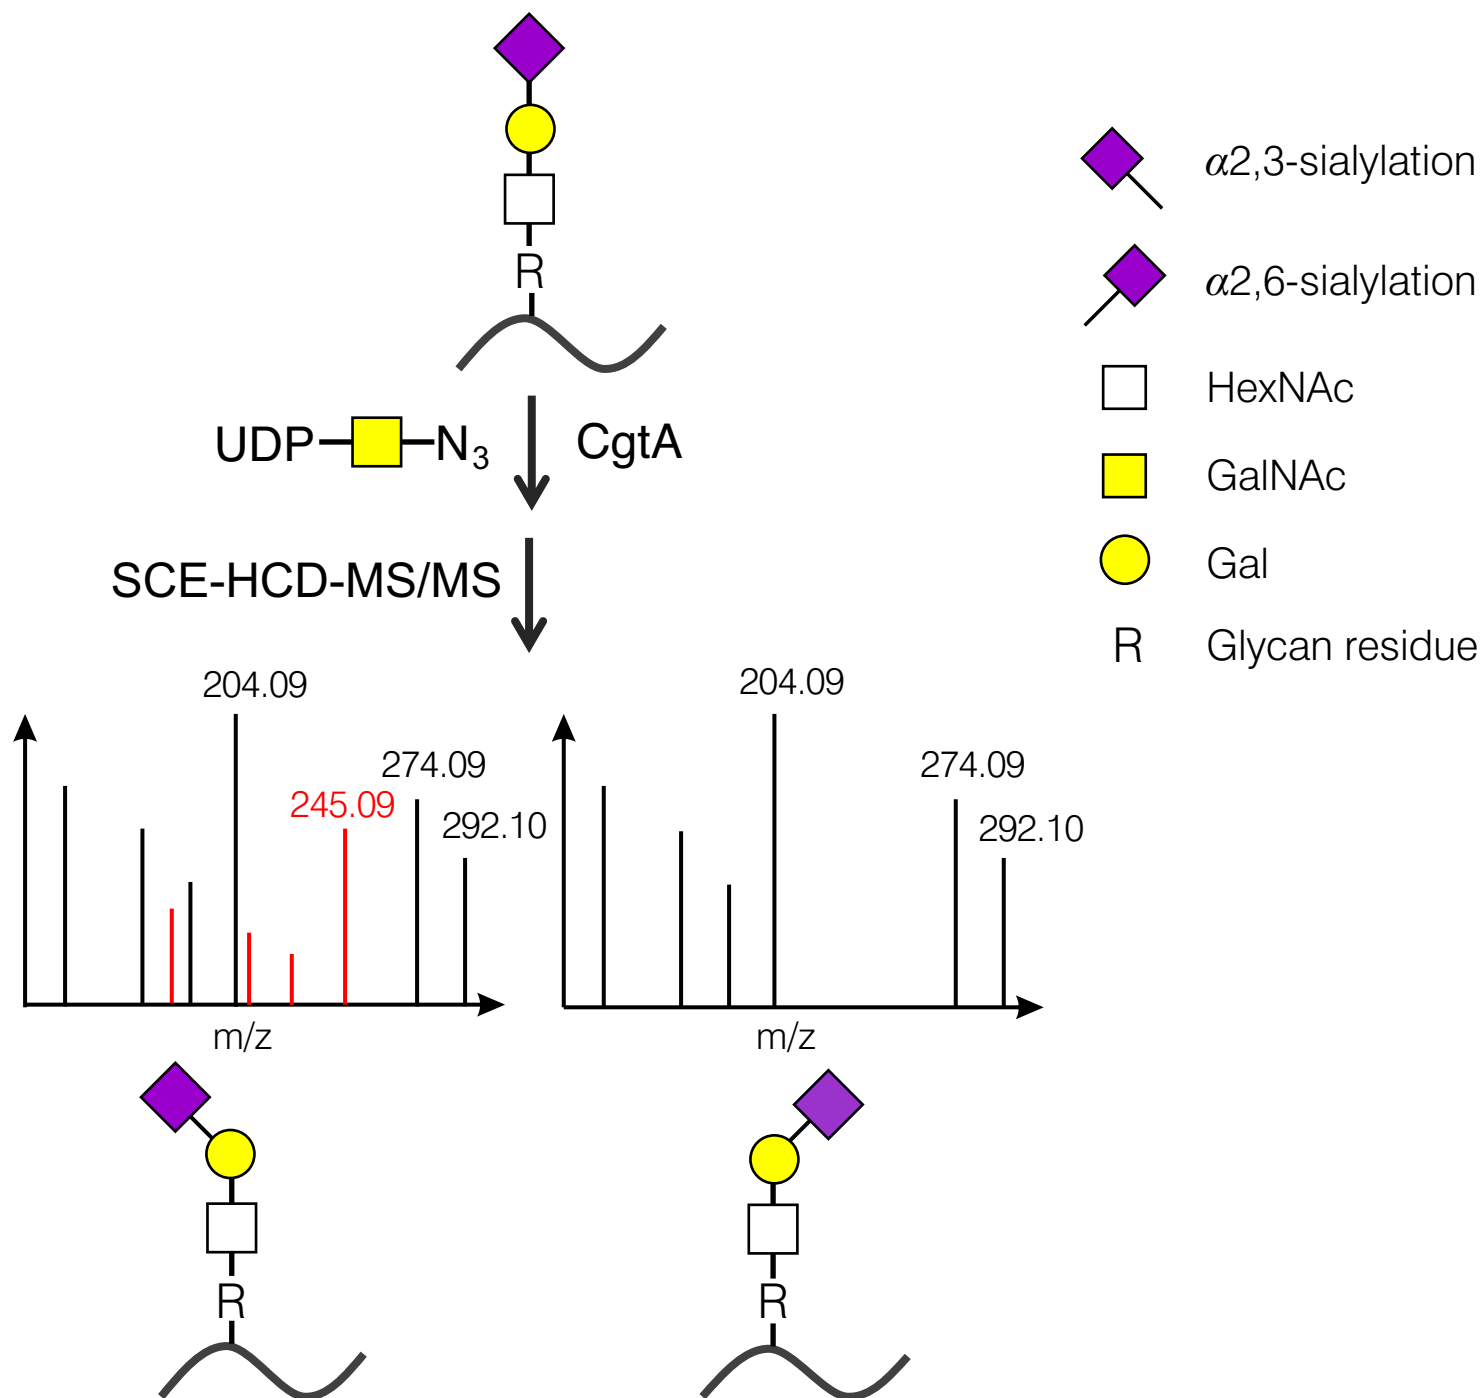 α2,3-sialylation
α2,6-sialylation
R
HexNAc
UDP N3 CgtA
GalNAc
SCE-HCD-MS/MS
Gal
R Glycan residue
204.09
274.09
245.09
292.10
m/z
R
204.09
274.09
292.10
m/z
R